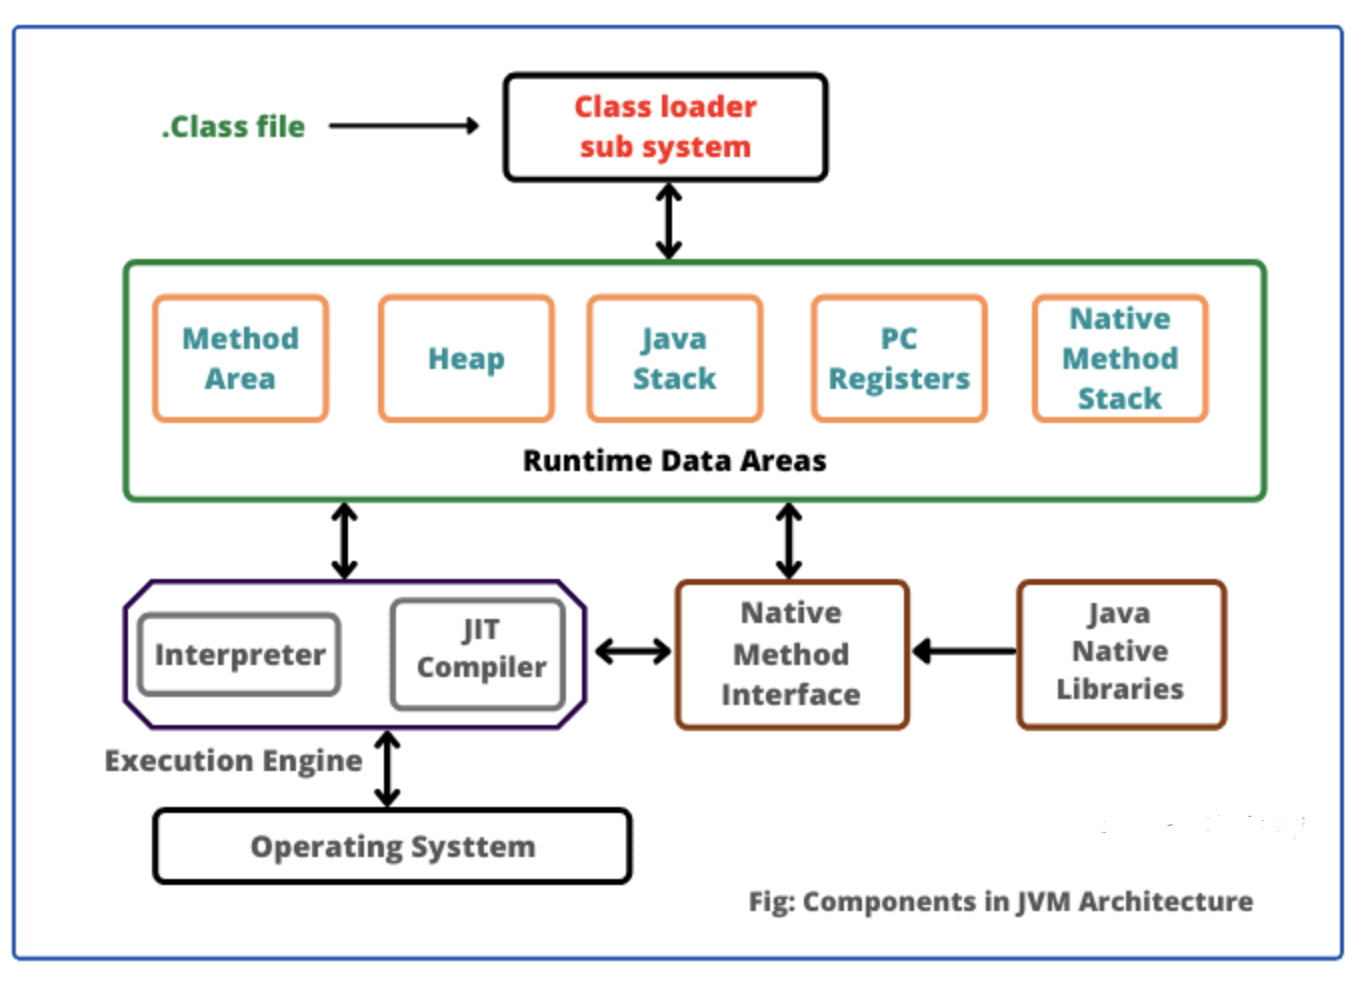 .Class file
Class loader
sub system
Method
Area
Heap
Java
Stack
PC
Registers
Native
Method
Stack
Runtime Data Areas
Interpreter
JIT
Compiler
Native
Method
Interface
Java
Native
Libraries
Execution Engine
Operating Systtem
Fig: Components in JVM Architecture